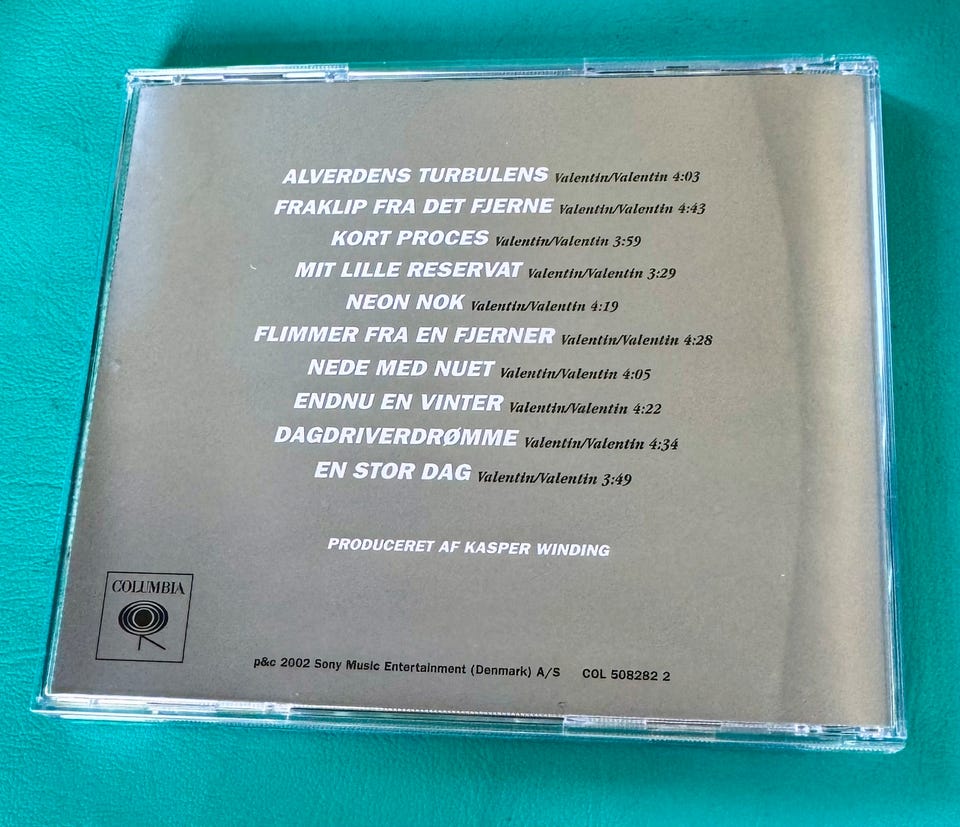 ALVERDENS TURBULENS Valentin/Valentin 4:03
FRAKLIP FRA DET FJERNE Valentin/Valentin 4:43
KORT PROCES Valentin/Valentin 3:59
MIT LILLE RESERVAT Valentin/Valentin 3:29
NEON NOK Valentin/Valentin 4:19
FLIMMER FRA EN FJERNER Valentin/Valentin 4:28
NEDE MED NUET Valentin/Valentin 4:05
ENDNU EN VINTER Valentin/Valentin 4:22
DAGDRIVERDRØMME Valentin/Valentin 4:34
EN STOR DAG Valentin/Valentin 3:49
PRODUCERET AF KASPER WINDING
COLUMBIA
p&c 2002 Sony Music Entertainment (Denmark) A/S COL 508282 2